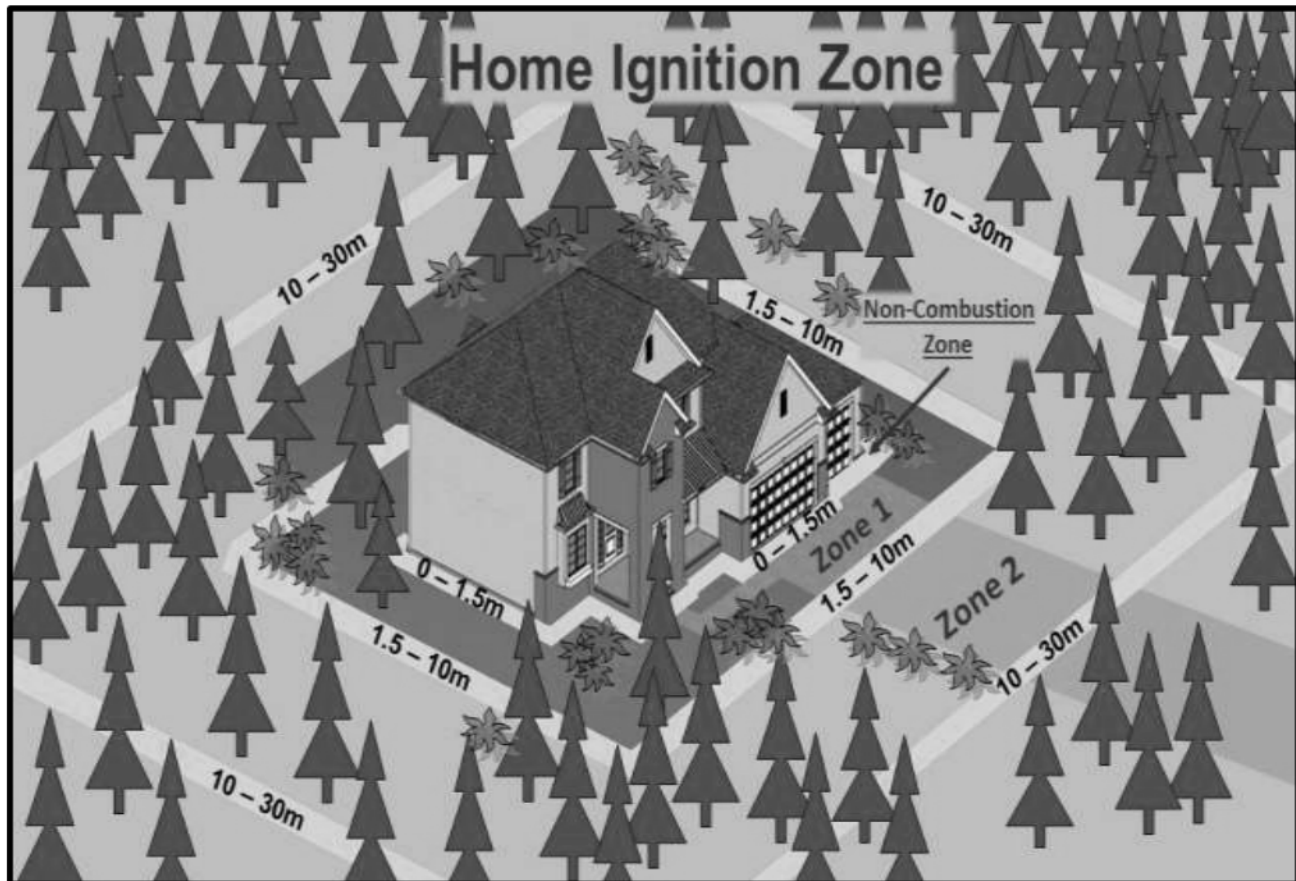 Home Ignition Zone
10 – 30m
10 – 30m
1.5 – 10m
Non-Combustion
Zone
0 – 1.5m
Zone 1
0 – 1.5m
1.5 – 10m
Zone 2
1.5 – 10m
10 – 30m
10 – 30m